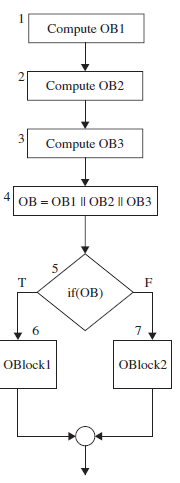 1
Compute OB1
2
Compute OB2
3
Compute OB3
4
OB = OB1 || OB2 || OB3
5
T
F
if(OB)
6
7
OBlock1
OBlock2